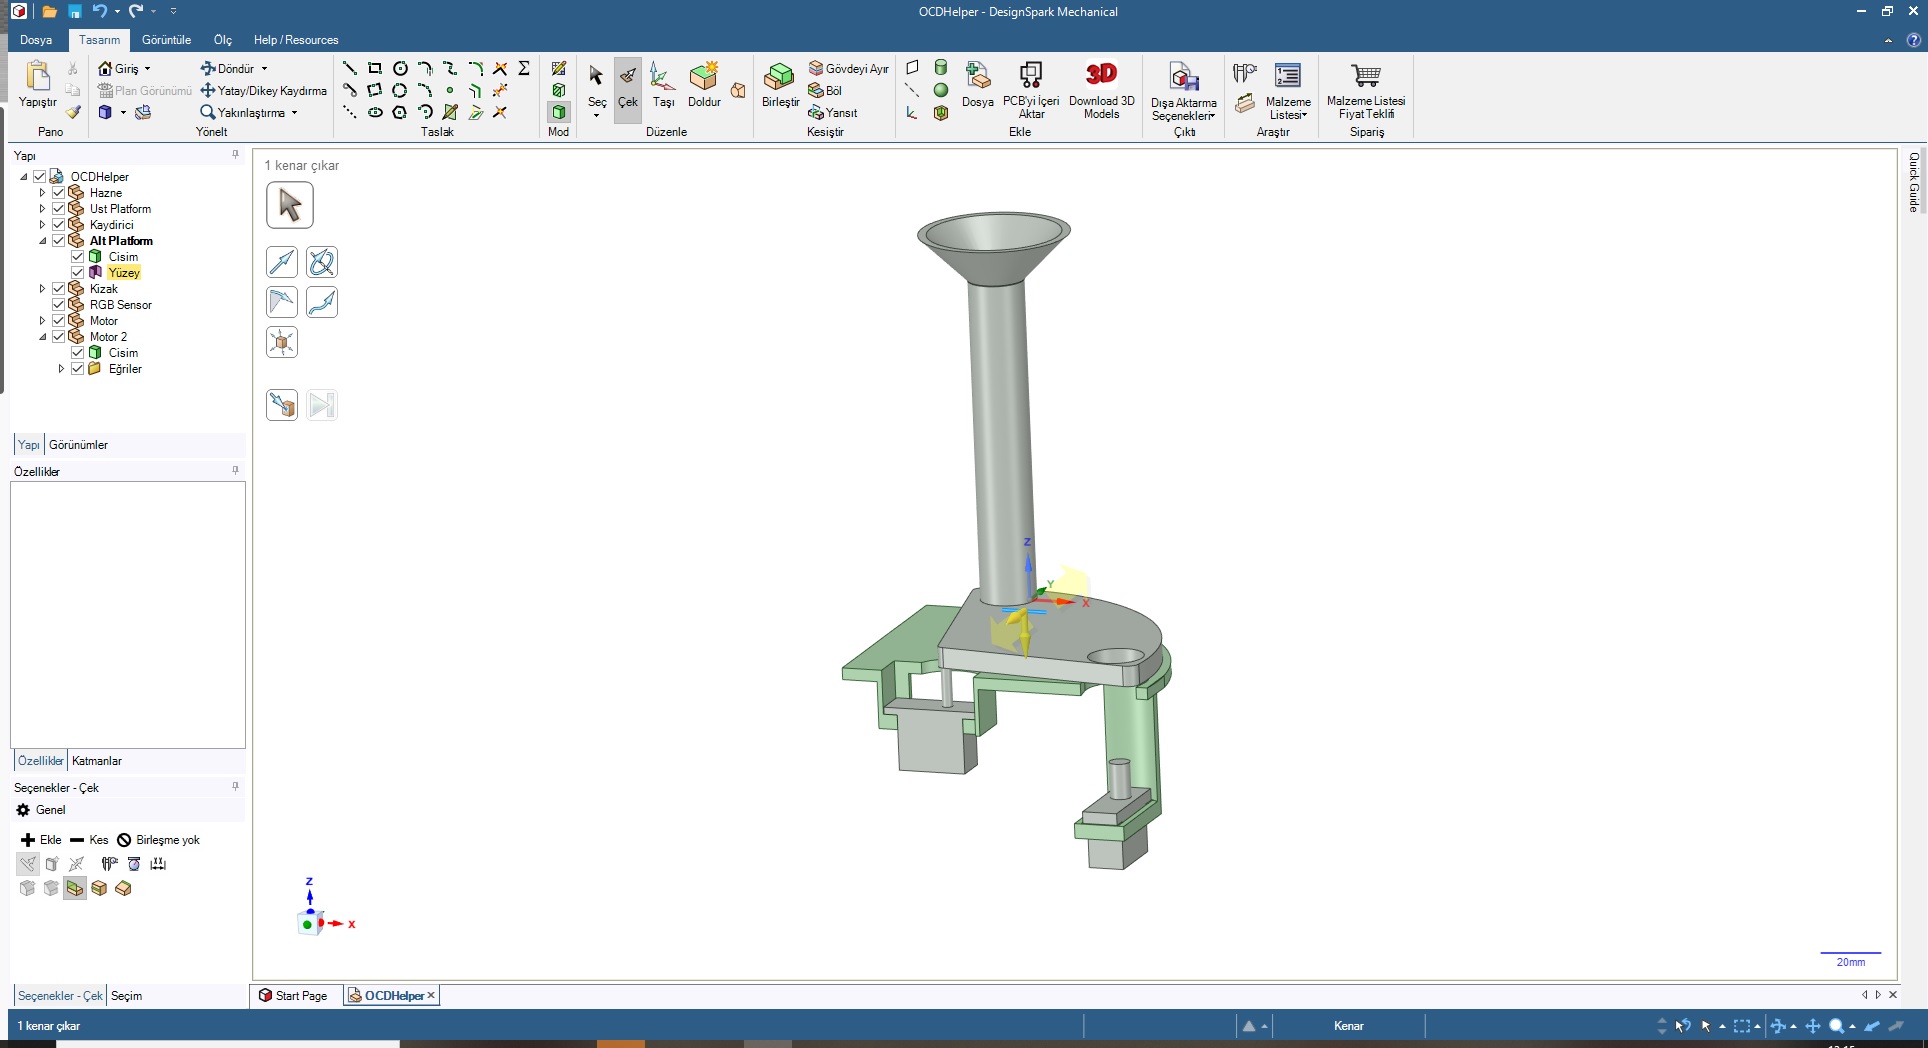 OCDHelper - DesignSpark Mechanical
Dosya Tasarım Görüntüle Ölç Help / Resources
Yapıştır
Pano
Giriş
Plan Görünümü
Döndür
Yatay/Dikey Kaydırma
Yakınlaştırma
Yönelt
Taslak
Mod
Seç
Çek
Taşı
Doldur
Düzenle
Birleştir
Gövdeyi Ayır
Böl
Yansıt
Kesiştir
Dosya
PCB'yi İçeri
Aktar
3D
Download 3D
Models
Ekle
Dışa Aktarma
Seçenekleri
Çıktı
Malzeme
Listesi
Araştır
Malzeme Listesi
Fiyat Teklifi
Sipariş
Yapı
OCDHelper
Hazne
Ust Platform
Kaydirici
Alt Platform
Cisim
Yüzey
Kizak
RGB Sensor
Motor
Motor 2
Cisim
Eğriler
Yapı Görünümler
Özellikler
Özellikler Katmanlar
Seçenekler - Çek
Genel
Ekle Kes Birleşme yok
Seçenekler - Çek Seçim
1 kenar çıkar
Z
Y
X
Z
X
20mm
Quick Guide
Start Page OCDHelper
1 kenar çıkar
Kenar